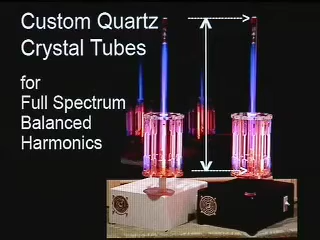 Custom Quartz
Crystal Tubes
for
Full Spectrum
Balanced
Harmonics